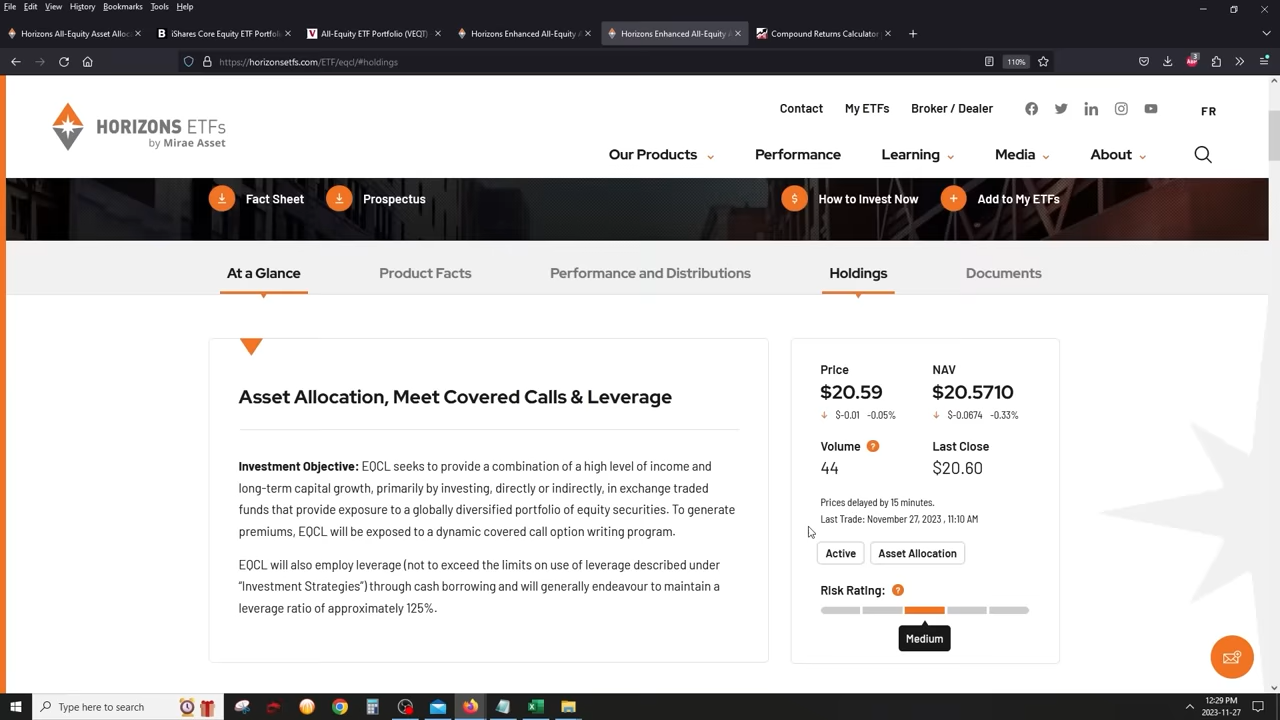 File Edit View History Bookmarks Tools Help
Horizons All-Equity Asset Alloc
iShares Core Equity ETF Portfol
All-Equity ETF Portfolio (VEQT)
Horizons Enhanced All-Equity A
Horizons Enhanced All-Equity A
Compound Returns Calculator
https://horizonsetfs.com/ETF/eqcl/#holdings
110%
3
HORIZONS ETFs
by Mirae Asset
Contact My ETFs Broker / Dealer
FR
Our Products Performance Learning Media About
Fact Sheet Prospectus
$ How to Invest Now Add to My ETFs
At a Glance Product Facts Performance and Distributions Holdings Documents
Asset Allocation, Meet Covered Calls & Leverage
Investment Objective: EQCL seeks to provide a combination of a high level of income and
long-term capital growth, primarily by investing, directly or indirectly, in exchange traded
funds that provide exposure to a globally diversified portfolio of equity securities. To generate
premiums, EQCL will be exposed to a dynamic covered call option writing program.
EQCL will also employ leverage (not to exceed the limits on use of leverage described under
“Investment Strategies”) through cash borrowing and will generally endeavour to maintain a
leverage ratio of approximately 125%.
Price NAV
$20.59 $20.5710
$-0.01 -0.05% $-0.0674 -0.33%
Volume ? Last Close
44 $20.60
Prices delayed by 15 minutes.
Last Trade: November 27, 2023 , 11:10 AM
Active Asset Allocation
Risk Rating: ?
Medium
Type here to search
12:29 PM
2023-11-27